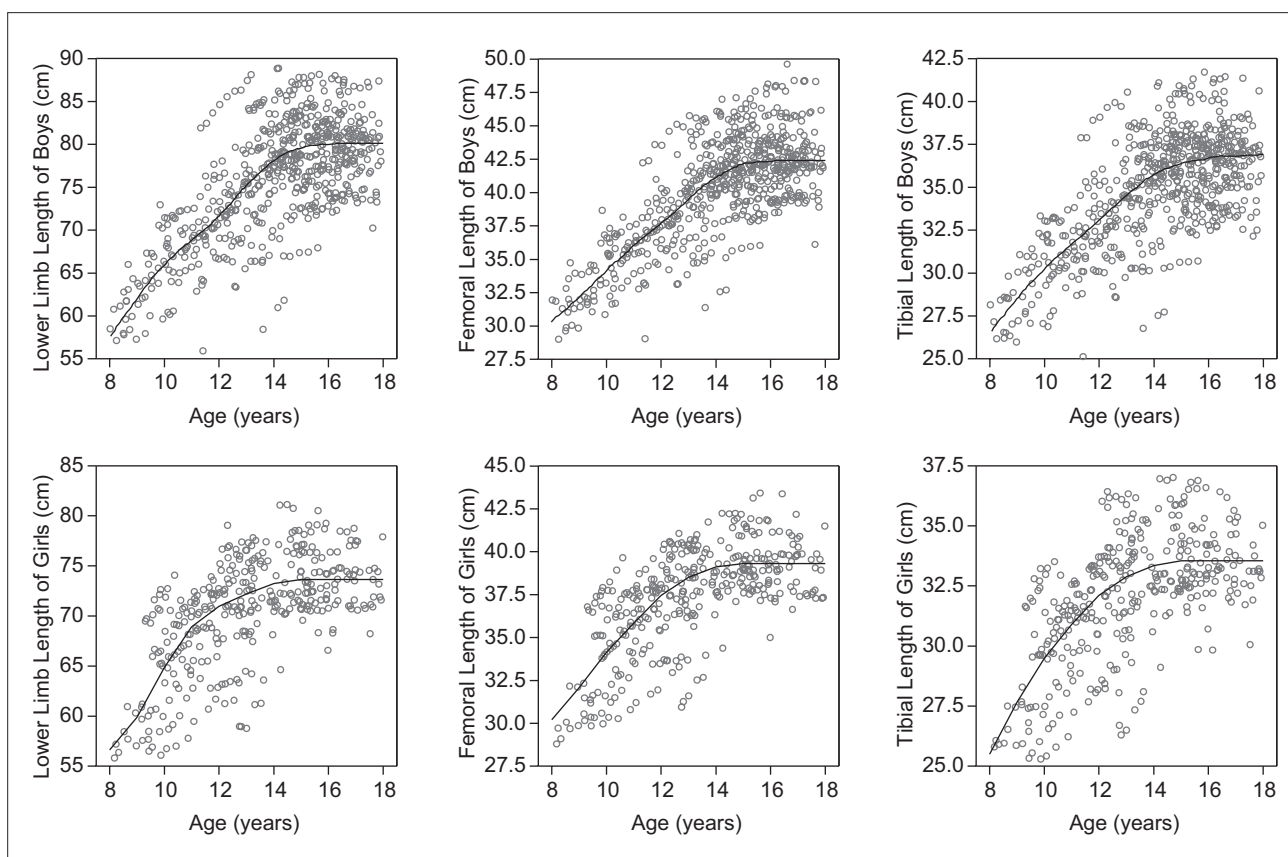 Lower Limb Length of Boys (cm)
90
85
80
75
70
65
60
55
8 10 12 14 16 18
Age (years)
Femoral Length of Boys (cm)
50.0
47.5
45.0
42.5
40.0
37.5
35.0
32.5
30.0
27.5
8 10 12 14 16 18
Age (years)
Tibial Length of Boys (cm)
42.5
40.0
37.5
35.0
32.5
30.0
27.5
25.0
8 10 12 14 16 18
Age (years)
Lower Limb Length of Girls (cm)
85
80
75
70
65
60
55
8 10 12 14 16 18
Age (years)
Femoral Length of Girls (cm)
45.0
42.5
40.0
37.5
35.0
32.5
30.0
27.5
8 10 12 14 16 18
Age (years)
Tibial Length of Girls (cm)
37.5
35.0
32.5
30.0
27.5
25.0
8 10 12 14 16 18
Age (years)